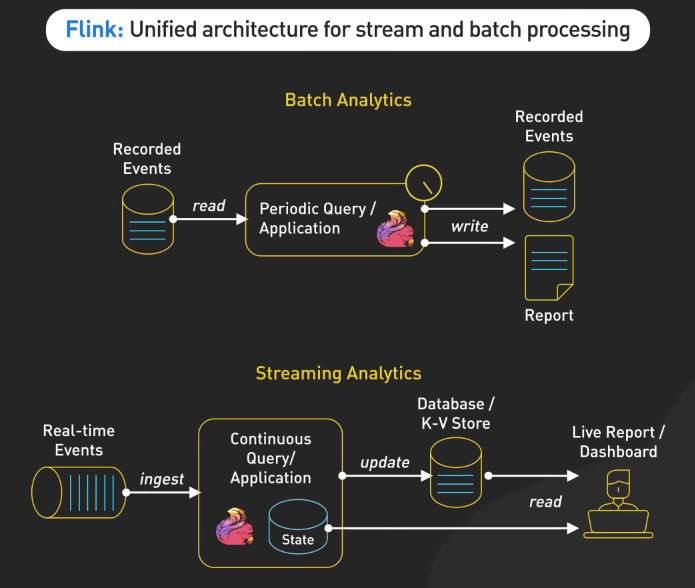 Flink: Unified architecture for stream and batch processing
Batch Analytics
Recorded
Events
read
Periodic Query /
Application
write
Recorded
Events
Report
Streaming Analytics
Real-time
Events
ingest
Continuous
Query/
Application
State
update
Database /
K-V Store
read
Live Report /
Dashboard